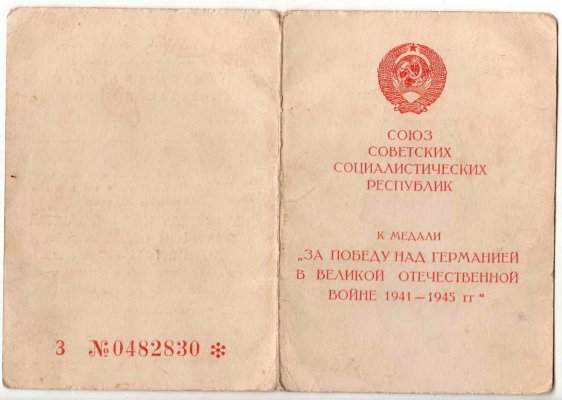 З №0482830 ✻
СОЮЗ
СОВЕТСКИХ
СОЦИАЛИСТИЧЕСКИХ
РЕСПУБЛИК
К МЕДАЛИ
„ЗА ПОБЕДУ НАД ГЕРМАНИЕЙ
В ВЕЛИКОЙ ОТЕЧЕСТВЕННОЙ
ВОЙНЕ 1941—1945 гг“